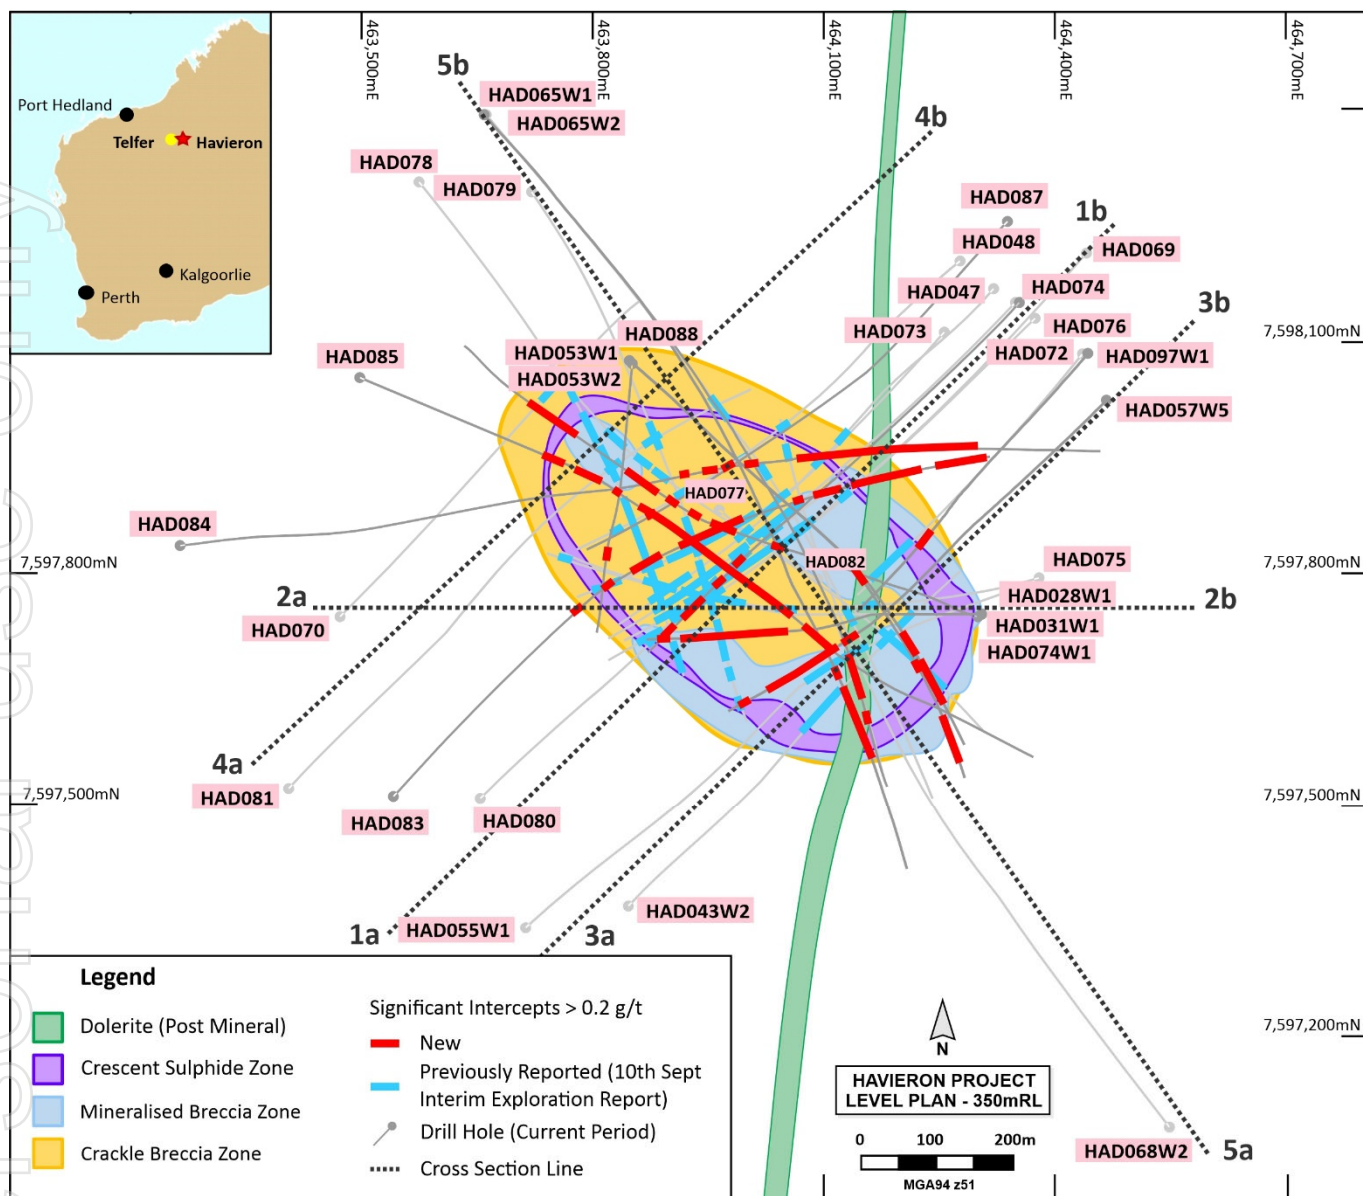 463,500mE
463,800mE
464,100mE
464,400mE
464,700mE
Port Hedland
Telfer
Havieron
Kalgoorlie
Perth
5b
HAD065W1
HAD065W2
4b
HAD078
HAD079
HAD087
1b
HAD048
HAD069
HAD047
HAD074
3b
HAD073
HAD076
HAD088
7,598,100mN
HAD085
HAD053W1
HAD072
HAD097W1
HAD053W2
HAD057W5
HAD077
HAD084
7,597,800mN
HAD082
HAD075
7,597,800mN
2a
HAD028W1
2b
HAD070
HAD031W1
HAD074W1
4a
7,597,500mN
HAD081
HAD083
HAD080
7,597,500mN
1a
HAD055W1
3a
HAD043W2
Legend
Dolerite (Post Mineral)
Crescent Sulphide Zone
Mineralised Breccia Zone
Crackle Breccia Zone
Significant Intercepts > 0.2 g/t
New
Previously Reported (10th Sept
Interim Exploration Report)
Drill Hole (Current Period)
Cross Section Line
N
7,597,200mN
HAVIERON PROJECT
LEVEL PLAN - 350mRL
0 100 200m
MGA94 z51
HAD068W2
5a